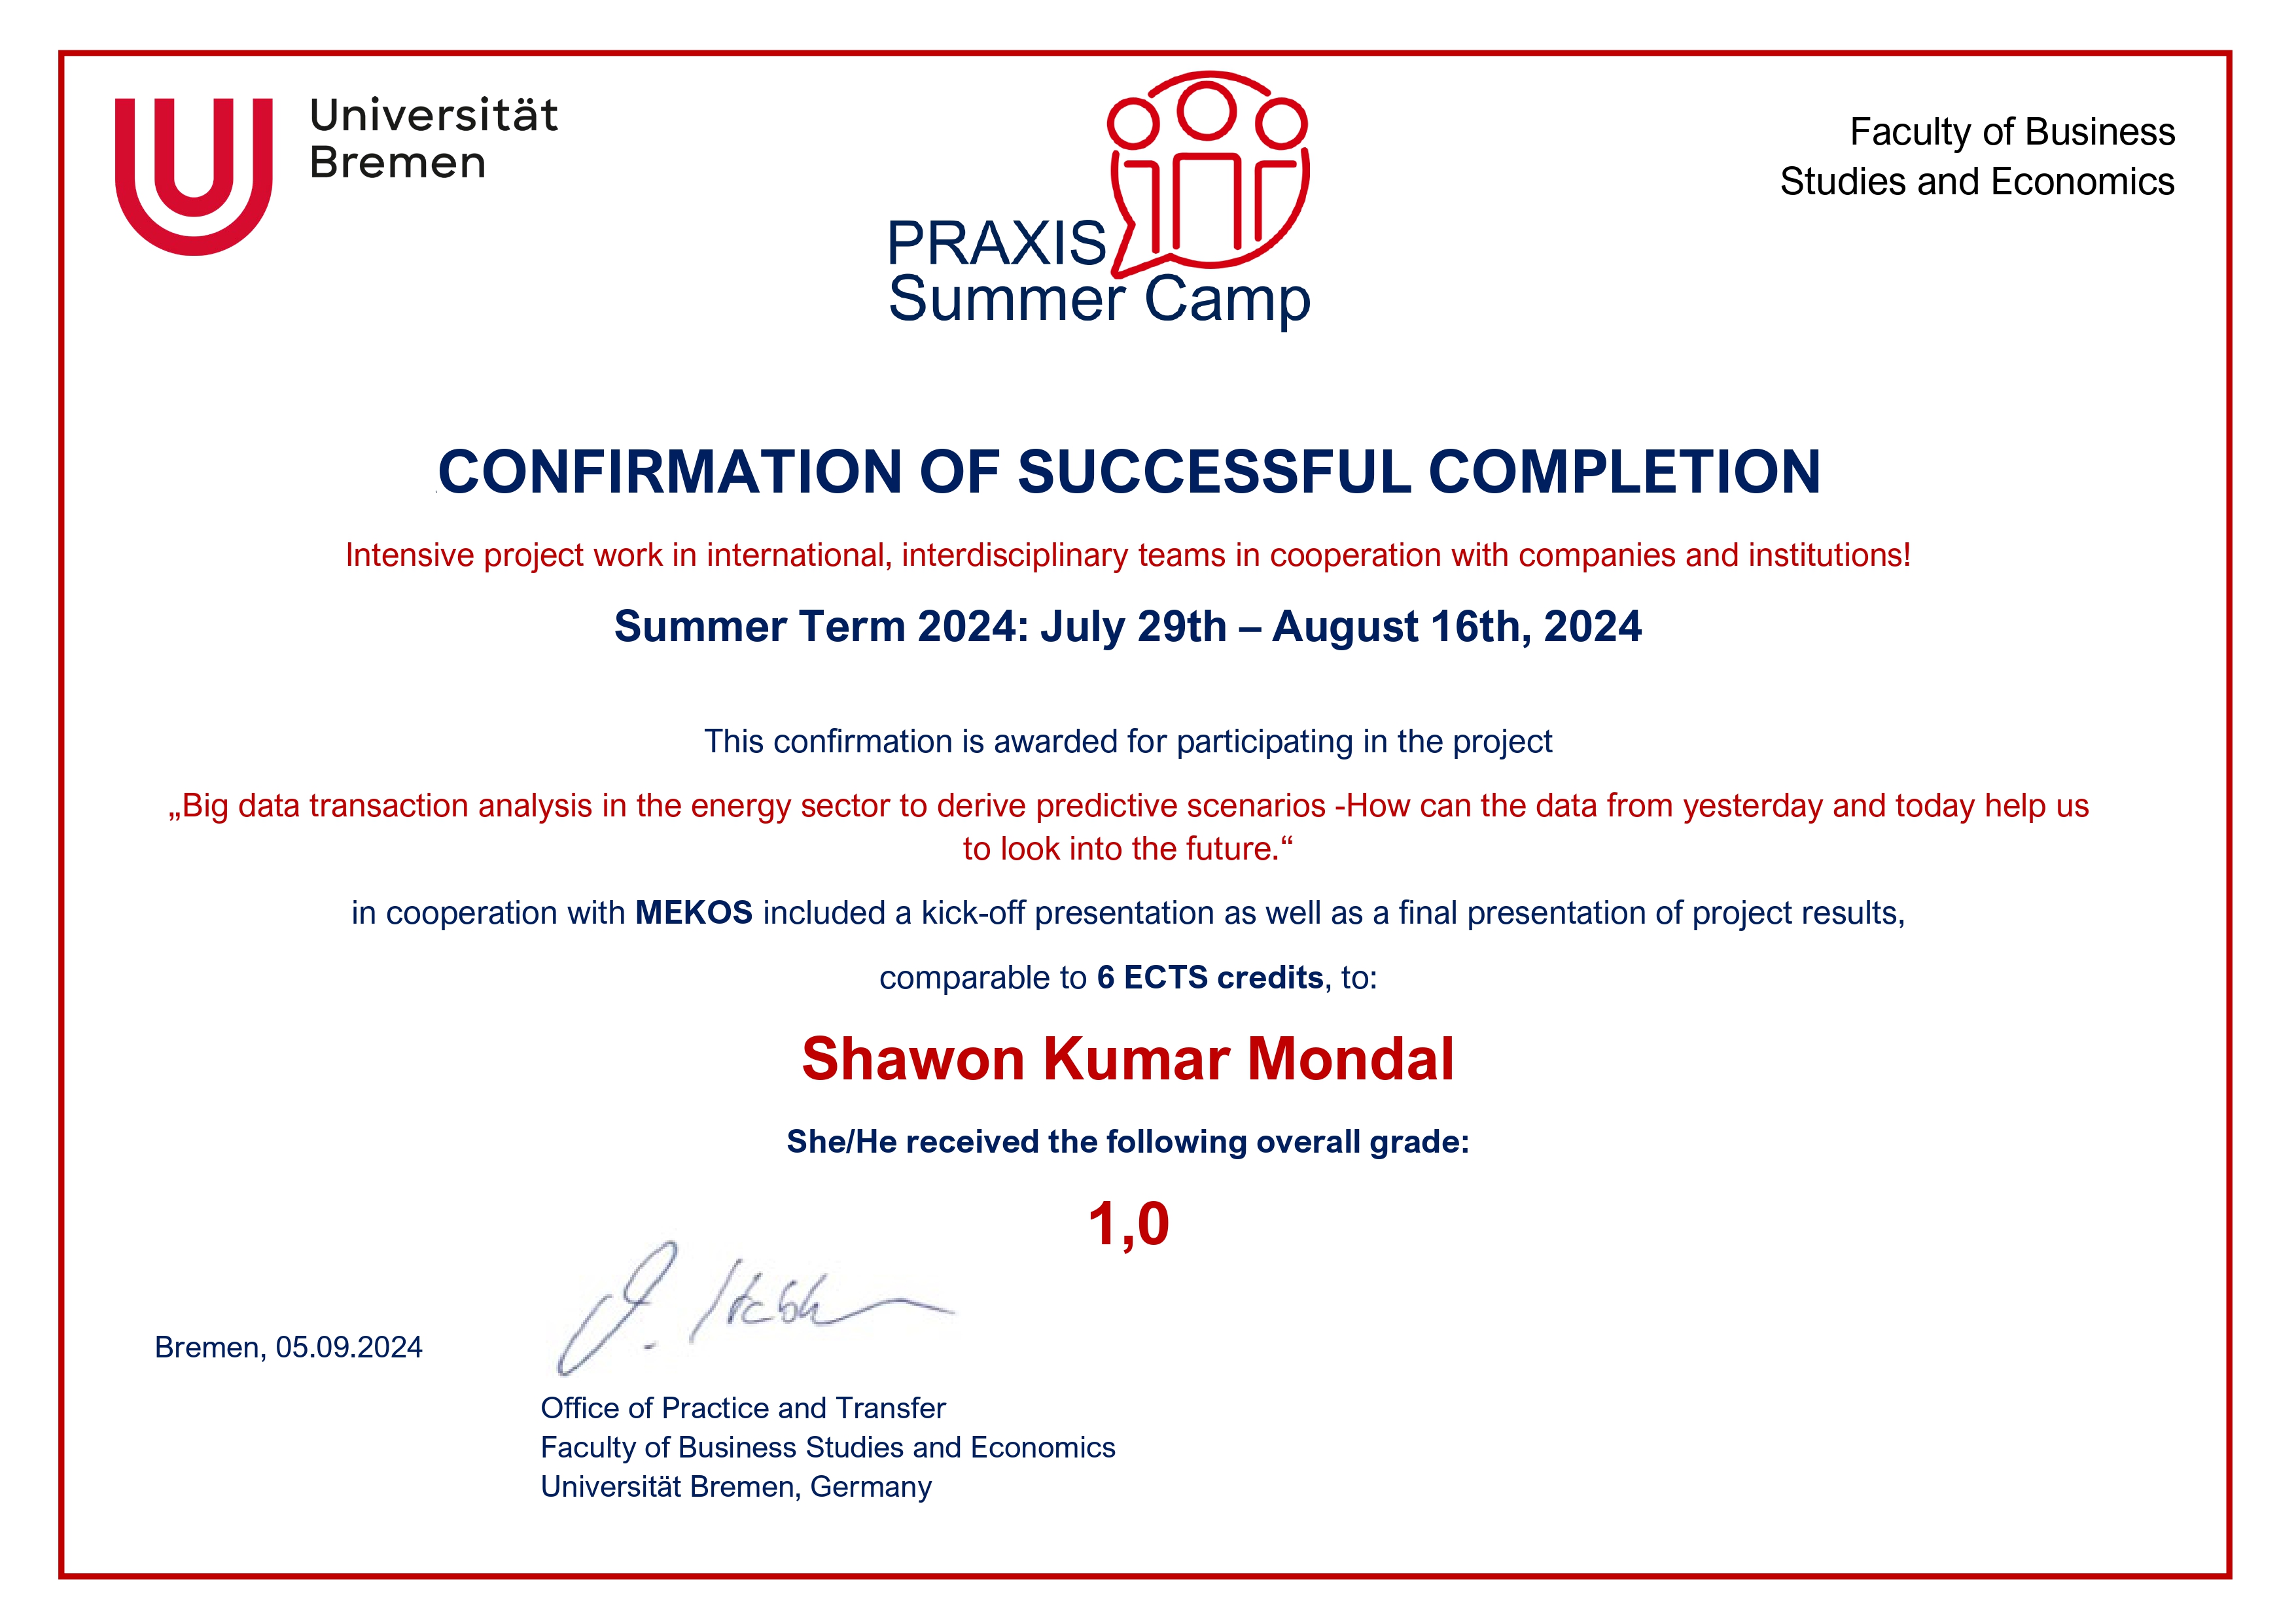 Universität
Bremen
PRAXIS
Summer Camp
Faculty of Business
Studies and Economics
CONFIRMATION OF SUCCESSFUL COMPLETION
Intensive project work in international, interdisciplinary teams in cooperation with companies and institutions!
Summer Term 2024: July 29th – August 16th, 2024
This confirmation is awarded for participating in the project
„Big data transaction analysis in the energy sector to derive predictive scenarios -How can the data from yesterday and today help us
to look into the future.“
in cooperation with MEKOS included a kick-off presentation as well as a final presentation of project results,
comparable to 6 ECTS credits, to:
Shawon Kumar Mondal
She/He received the following overall grade:
1,0
Bremen, 05.09.2024
Office of Practice and Transfer
Faculty of Business Studies and Economics
Universität Bremen, Germany